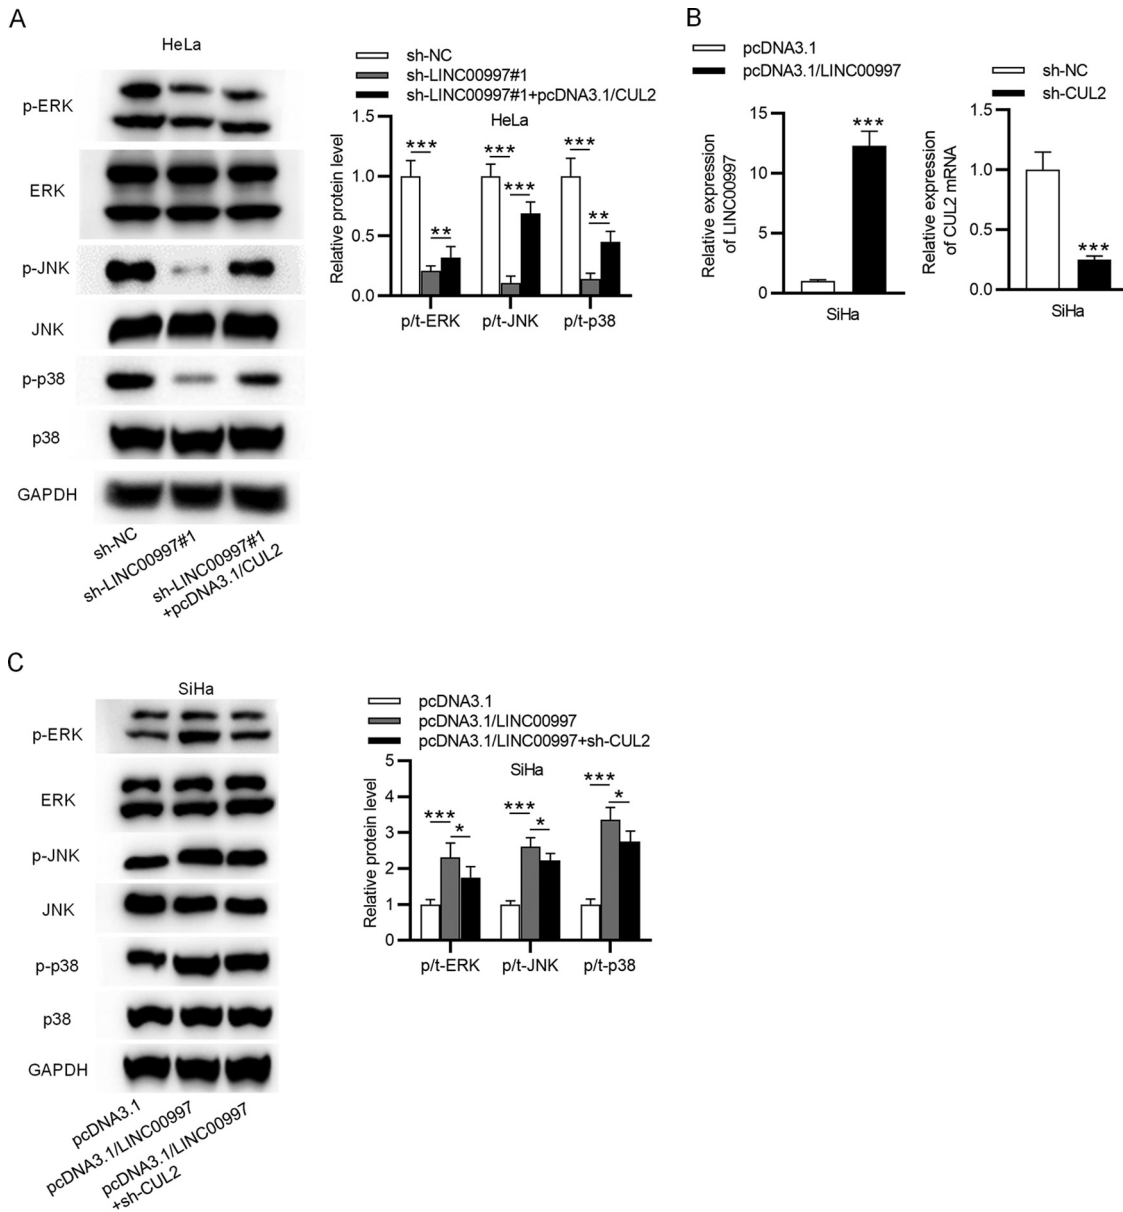 A
HeLa
p-ERK
ERK
p-JNK
JNK
p-p38
p38
GAPDH
sh-NC
sh-LINC00997#1
sh-LINC00997#1
+pcDNA3.1/CUL2
sh-NC
sh-LINC00997#1
sh-LINC00997#1+pcDNA3.1/CUL2
HeLa
Relative protein level
1.5
1.0
0.5
0.0
*** *** ***
*** ** **
p/t-ERK p/t-JNK p/t-p38
B
pcDNA3.1
pcDNA3.1/LINC00997
Relative expression
of LINC00997
15
10
5
0
***
SiHa
sh-NC
sh-CUL2
Relative expression
of CUL2 mRNA
1.5
1.0
0.5
0.0
***
SiHa
C
SiHa
p-ERK
ERK
p-JNK
JNK
p-p38
p38
GAPDH
pcDNA3.1
pcDNA3.1/LINC00997
pcDNA3.1/LINC00997
+sh-CUL2
pcDNA3.1
pcDNA3.1/LINC00997
pcDNA3.1/LINC00997+sh-CUL2
SiHa
Relative protein level
5
4
3
2
1
0
*** *** ***
* * *
p/t-ERK p/t-JNK p/t-p38